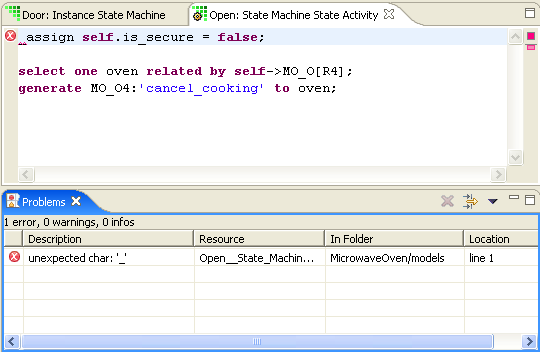 Door: Instance State Machine Open: State Machine State Activity
_assign self.is_secure = false;
select one oven related by self->MO_O[R4];
generate MO_O4:'cancel_cooking' to oven;
Problems
1 error, 0 warnings, 0 infos
Description Resource In Folder Location
unexpected char: '_' Open__State_Machin... MicrowaveOven/models line 1